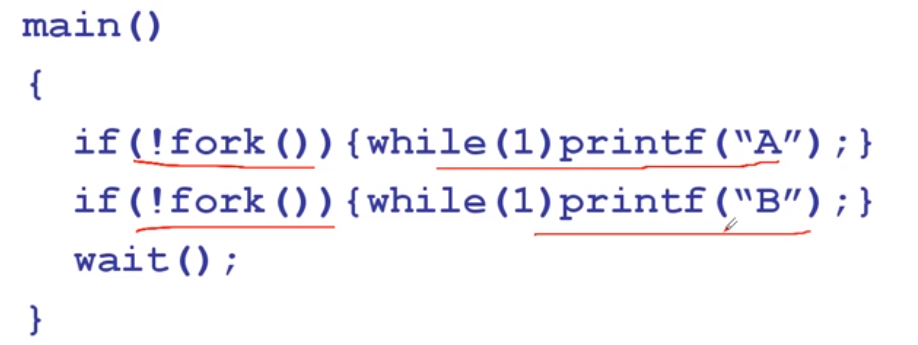 main()
{
if(!fork()){while(1)printf(“A”);}
if(!fork()){while(1)printf(“B”);}
wait();
}